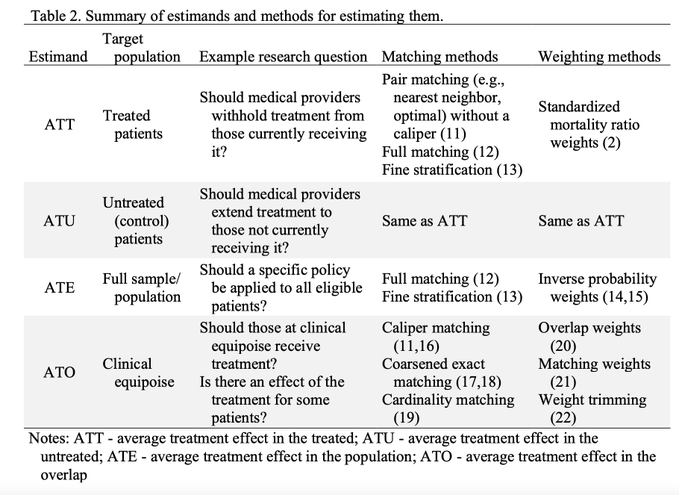 Table 2. Summary of estimands and methods for estimating them.
Estimand
Target
population
Example research question
Matching methods
Weighting methods
ATT
Treated
patients
Should medical providers
withhold treatment from
those currently receiving
it?
Pair matching (e.g.,
nearest neighbor,
optimal) without a
caliper (11)
Full matching (12)
Fine stratification (13)
Standardized
mortality ratio
weights (2)
ATU
Untreated
(control)
patients
Should medical providers
extend treatment to
those not currently
receiving it?
Same as ATT
Same as ATT
ATE
Full sample/
population
Should a specific policy
be applied to all eligible
patients?
Full matching (12)
Fine stratification (13)
Inverse probability
weights (14,15)
ATO
Clinical
equipoise
Should those at clinical
equipoise receive
treatment?
Is there an effect of the
treatment for some
patients?
Caliper matching
(11,16)
Coarsened exact
matching (17,18)
Cardinality matching
(19)
Overlap weights
(20)
Matching weights
(21)
Weight trimming
(22)
Notes: ATT - average treatment effect in the treated; ATU - average treatment effect in the
untreated; ATE - average treatment effect in the population; ATO - average treatment effect in the
overlap